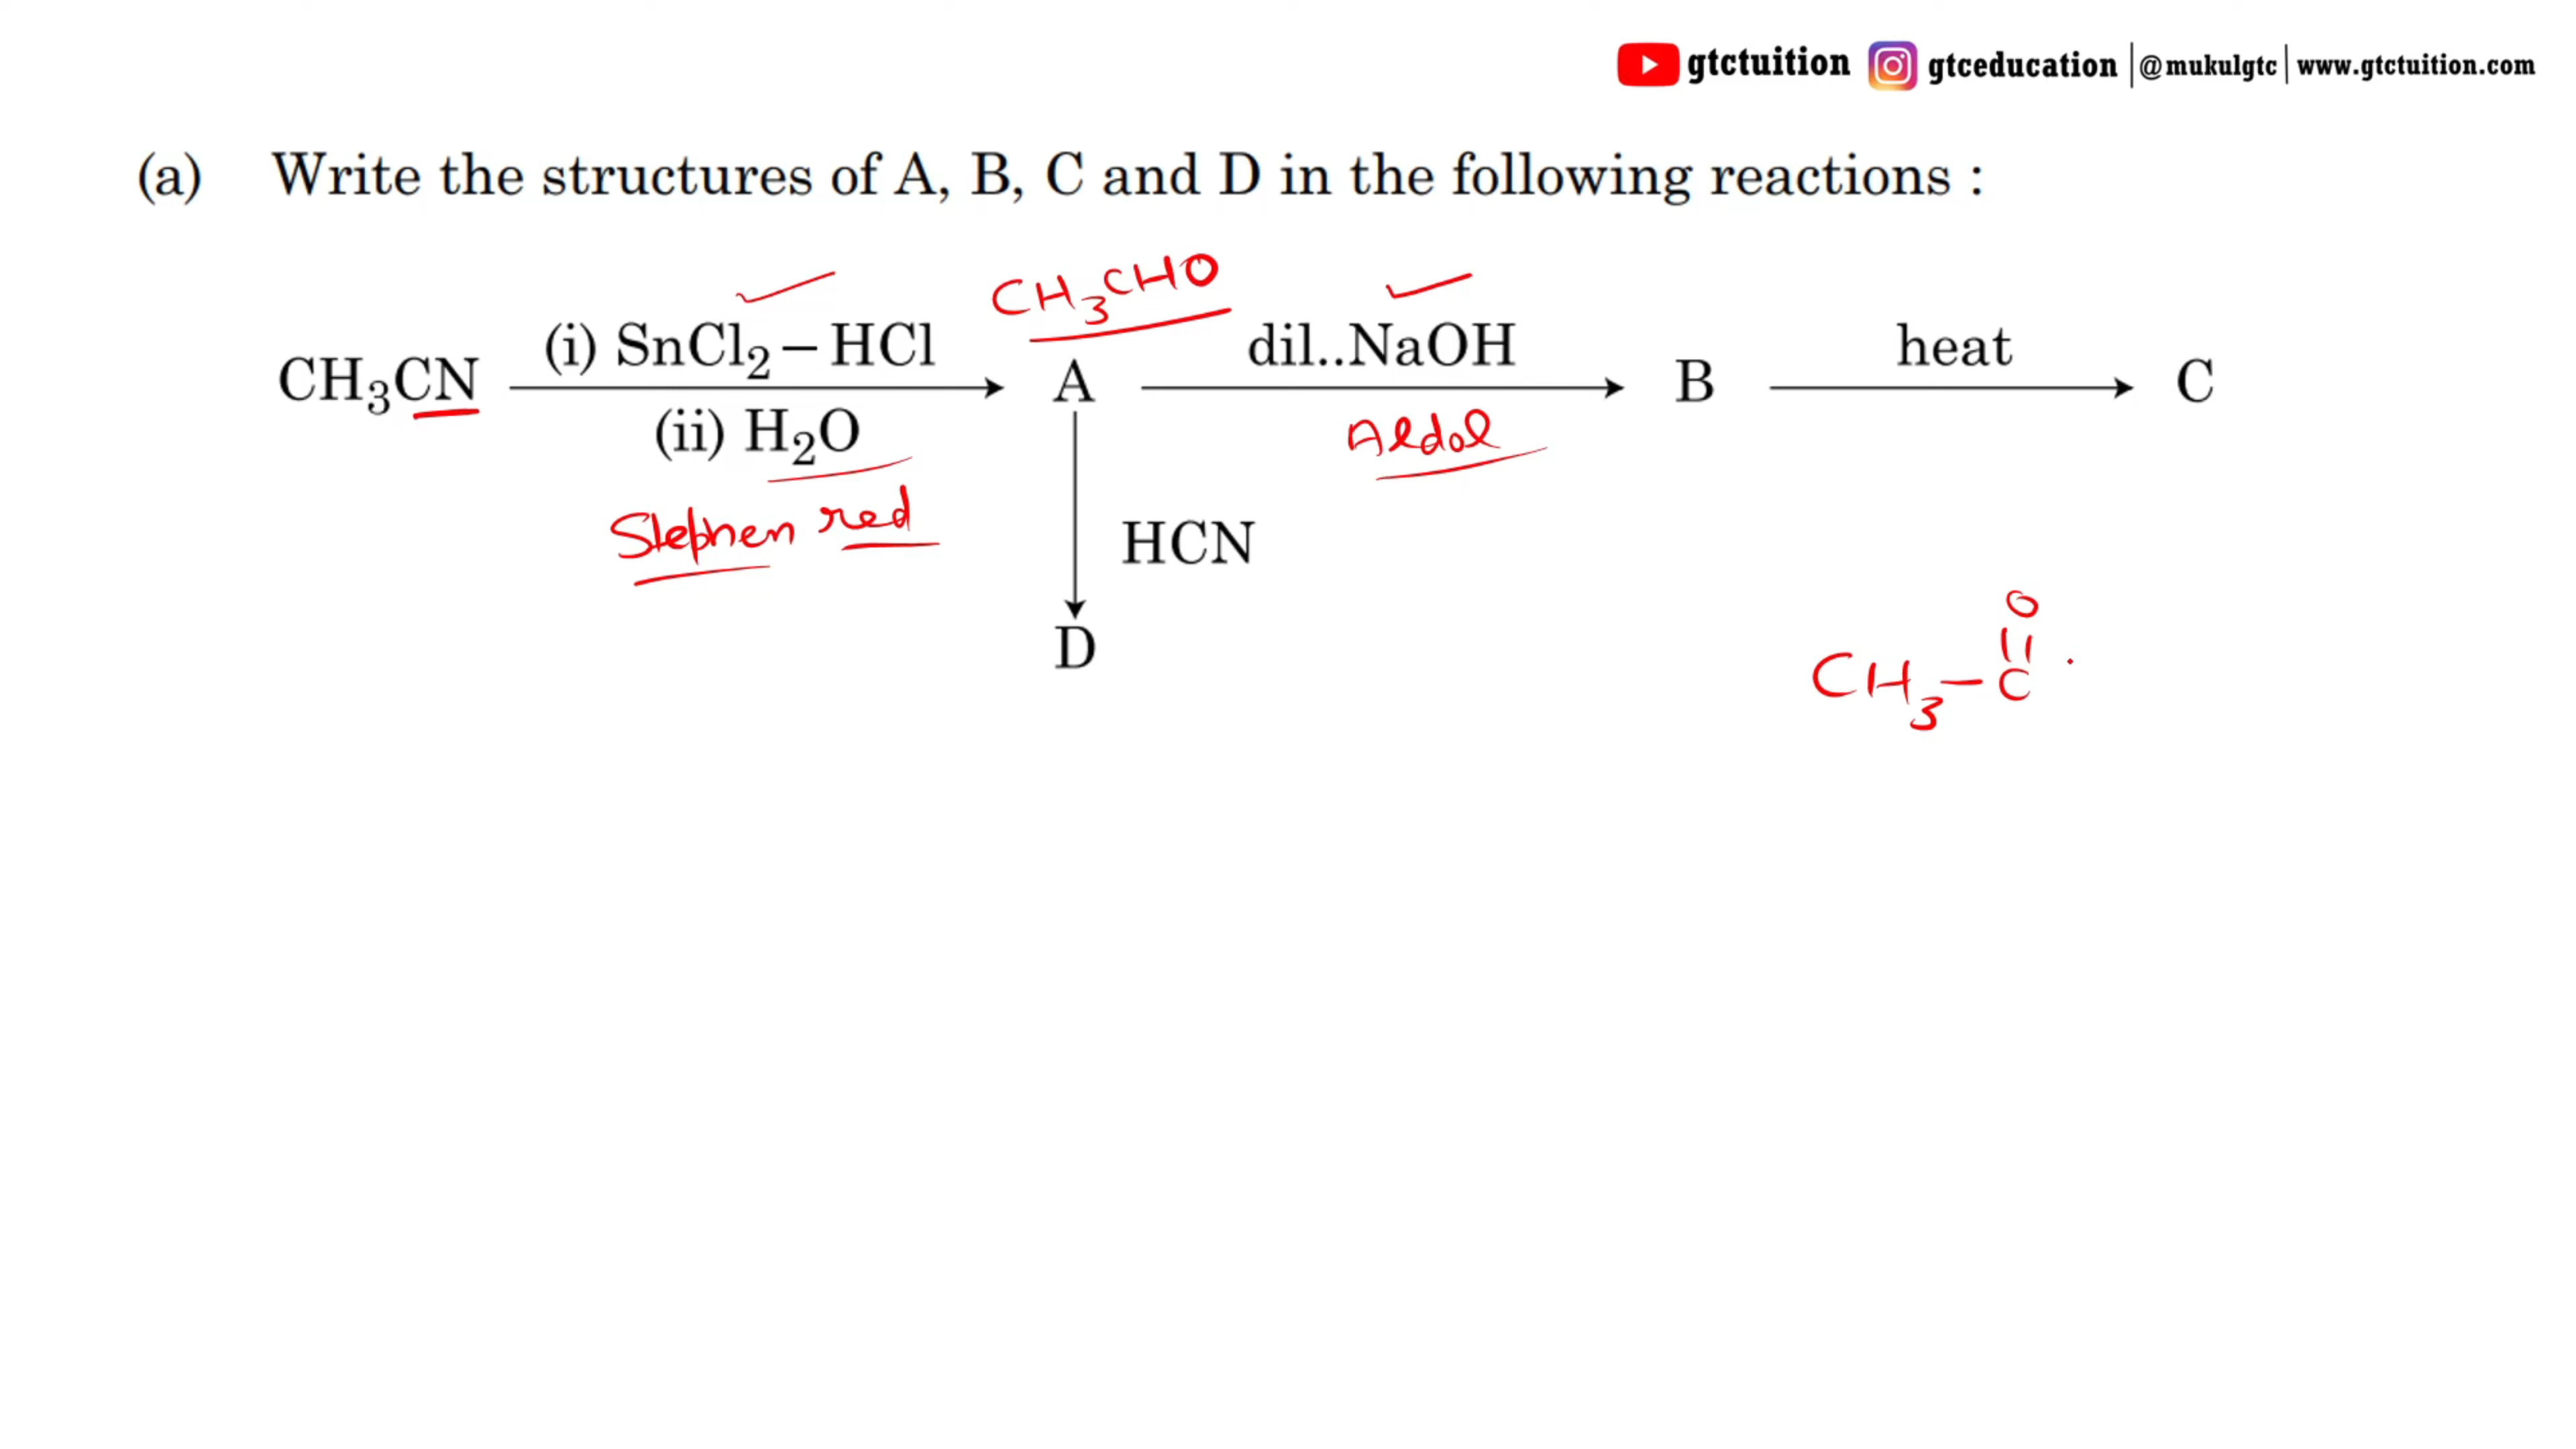 gtctuition gtceducation |@mukulgtc| www.gtctuition.com
(a) Write the structures of A, B, C and D in the following reactions :
CH3CHO
(i) SnCl2 – HCl
dil..NaOH
heat
CH3CN
A
B
C
(ii) H2O
Aldol
Stephen red
HCN
D
O
CH3–C